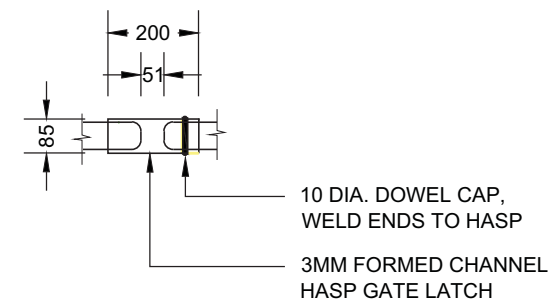 200
51
85
10 DIA. DOWEL CAP,
WELD ENDS TO HASP
3MM FORMED CHANNEL
HASP GATE LATCH